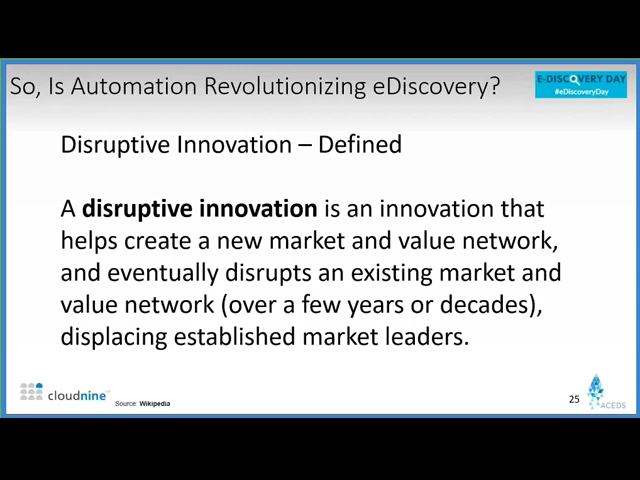 So, Is Automation Revolutionizing eDiscovery?
E-DISCOVERY DAY
#eDiscoveryDay
Disruptive Innovation – Defined
A disruptive innovation is an innovation that
helps create a new market and value network,
and eventually disrupts an existing market and
value network (over a few years or decades),
displacing established market leaders.
cloudnine™
Source: Wikipedia
25
ACEDS